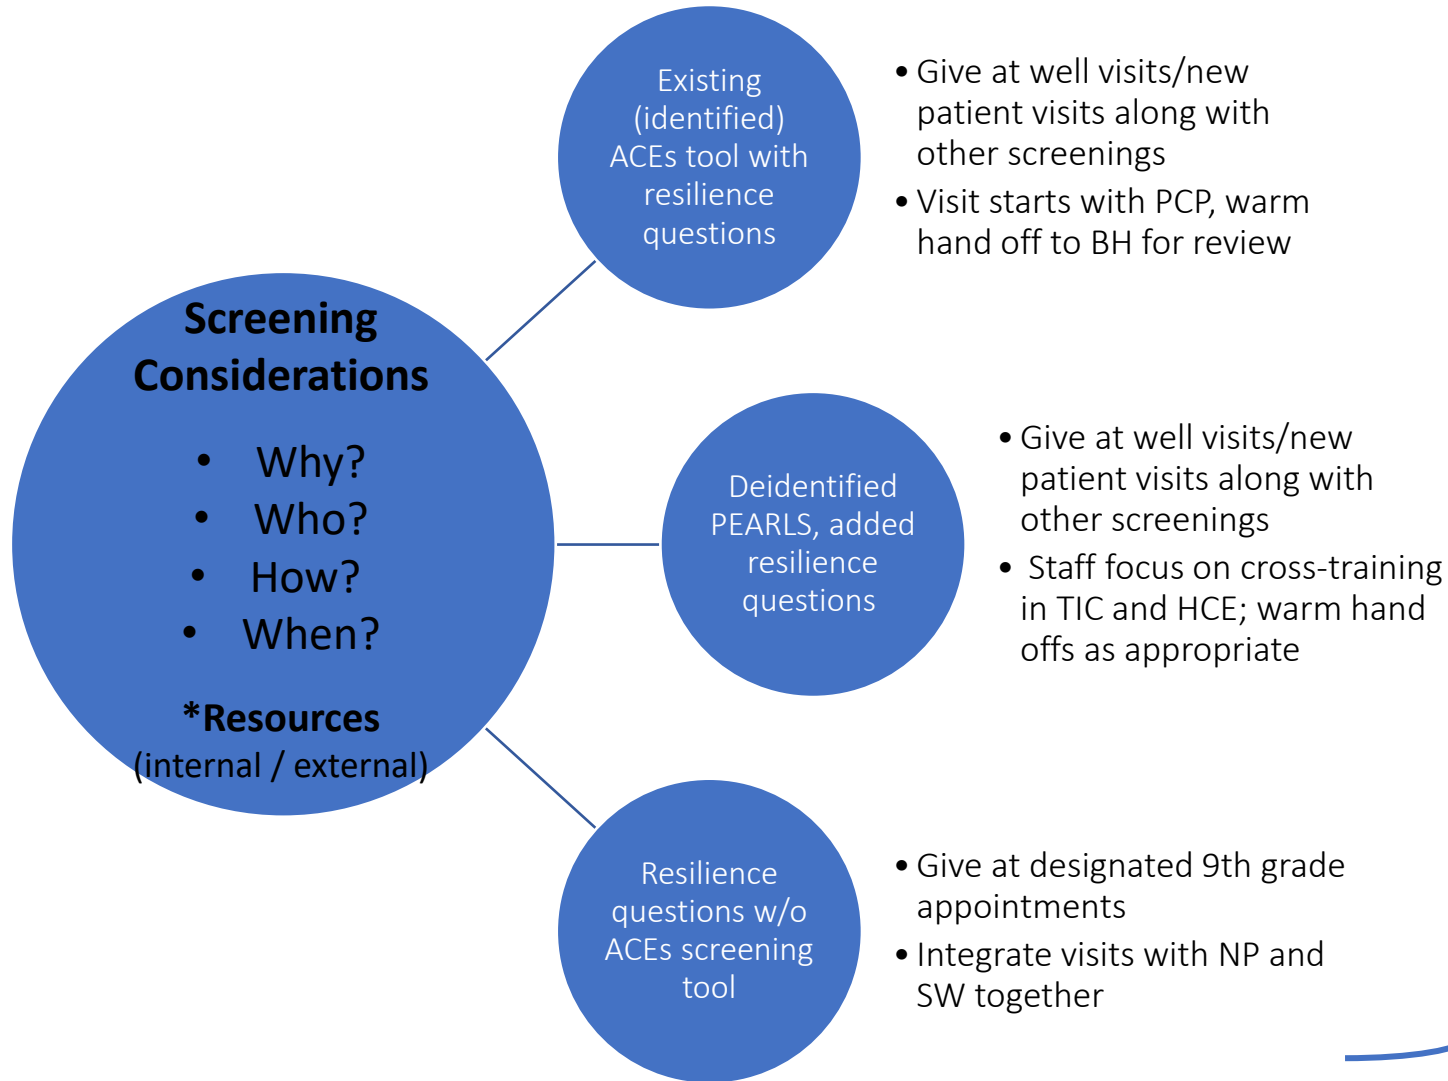 Screening
Considerations
• Why?
• Who?
• How?
• When?
*Resources
(internal / external)
Existing
(identified)
ACEs tool with
resilience
questions
• Give at well visits/new
patient visits along with
other screenings
• Visit starts with PCP, warm
hand off to BH for review
Deidentified
PEARLS, added
resilience
questions
• Give at well visits/new
patient visits along with
other screenings
• Staff focus on cross-training
in TIC and HCE; warm hand
offs as appropriate
Resilience
questions w/o
ACEs screening
tool
• Give at designated 9th grade
appointments
• Integrate visits with NP and
SW together